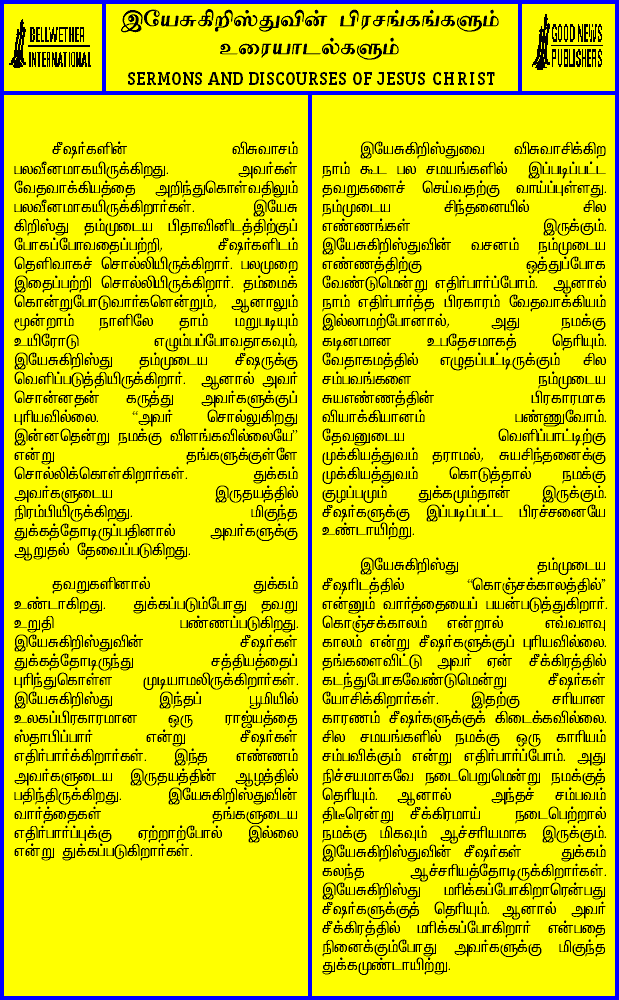 BELLWETHER
INTERNATIONAL
இயேசுகிறிஸ்துவின் பிரசங்கங்களும்
உரையாடல்களும்
SERMONS AND DISCOURSES OF JESUS CHRIST
GOOD NEWS
PUBLISHERS
சீஷர்களின் விசுவாசம்
பலவீனமாகயிருக்கிறது. அவர்கள்
வேதவாக்கியத்தை அறிந்துகொள்வதிலும்
பலவீனமாகயிருக்கிறார்கள். இயேசு
கிறிஸ்து தம்முடைய பிதாவினிடத்திற்குப்
போகப்போவதைப்பற்றி, சீஷர்களிடம்
தெளிவாகச் சொல்லியிருக்கிறார். பலமுறை
இதைப்பற்றி சொல்லியிருக்கிறார். தம்மைக்
கொன்றுபோடுவார்களென்றும், ஆனாலும்
மூன்றாம் நாளிலே தாம் மறுபடியும்
உயிரோடு எழும்பப்போவதாகவும்,
இயேசுகிறிஸ்து தம்முடைய சீஷருக்கு
வெளிப்படுத்தியிருக்கிறார். ஆனால் அவர்
சொன்னதன் கருத்து அவர்களுக்குப்
புரியவில்லை. “அவர் சொல்லுகிறது
இன்னதென்று நமக்கு விளங்கவில்லையே”
என்று தங்களுக்குள்ளே
சொல்லிக்கொள்கிறார்கள். துக்கம்
அவர்களுடைய இருதயத்தில்
நிரம்பியிருக்கிறது. மிகுந்த
துக்கத்தோடிருப்பதினால் அவர்களுக்கு
ஆறுதல் தேவைப்படுகிறது.
தவறுகளினால் துக்கம்
உண்டாகிறது. துக்கப்படும்போது தவறு
உறுதி பண்ணப்படுகிறது.
இயேசுகிறிஸ்துவின் சீஷர்கள்
துக்கத்தோடிருந்து சத்தியத்தைப்
புரிந்துகொள்ள முடியாமலிருக்கிறார்கள்.
இயேசுகிறிஸ்து இந்தப் பூமியில்
உலகப்பிரகாரமான ஒரு ராஜ்யத்தை
ஸ்தாபிப்பார் என்று சீஷர்கள்
எதிர்பார்க்கிறார்கள். இந்த எண்ணம்
அவர்களுடைய இருதயத்தின் ஆழத்தில்
பதிந்திருக்கிறது. இயேசுகிறிஸ்துவின்
வார்த்தைகள் தங்களுடைய
எதிர்பார்ப்புக்கு ஏற்றாற்போல் இல்லை
என்று துக்கப்படுகிறார்கள்.
இயேசுகிறிஸ்துவை விசுவாசிக்கிற
நாம் கூட பல சமயங்களில் இப்படிப்பட்ட
தவறுகளைச் செய்வதற்கு வாய்ப்புள்ளது.
நம்முடைய சிந்தனையில் சில
எண்ணங்கள் இருக்கும்.
இயேசுகிறிஸ்துவின் வசனம் நம்முடைய
எண்ணத்திற்கு ஒத்துப்போக
வேண்டுமென்று எதிர்பார்ப்போம். ஆனால்
நாம் எதிர்பார்த்த பிரகாரம் வேதவாக்கியம்
இல்லாமற்போனால், அது நமக்கு
கடினமான உபதேசமாகத் தெரியும்.
வேதாகமத்தில் எழுதப்பட்டிருக்கும் சில
சம்பவங்களை நம்முடைய
சுயஎண்ணத்தின் பிரகாரமாக
வியாக்கியானம் பண்ணுவோம்.
தேவனுடைய வெளிப்பாட்டிற்கு
முக்கியத்துவம் தராமல், சுயசிந்தனைக்கு
முக்கியத்துவம் கொடுத்தால் நமக்கு
குழப்பமும் துக்கமும்தான் இருக்கும்.
சீஷர்களுக்கு இப்படிப்பட்ட பிரச்சனையே
உண்டாயிற்று.
இயேசுகிறிஸ்து தம்முடைய
சீஷரிடத்தில் “கொஞ்சக்காலத்தில்”
என்னும் வார்த்தையைப் பயன்படுத்துகிறார்.
கொஞ்சக்காலம் என்றால் எவ்வளவு
காலம் என்று சீஷர்களுக்குப் புரியவில்லை.
தங்களைவிட்டு அவர் ஏன் சீக்கிரத்தில்
கடந்துபோகவேண்டுமென்று சீஷர்கள்
யோசிக்கிறார்கள். இதற்கு சரியான
காரணம் சீஷர்களுக்குக் கிடைக்கவில்லை.
சில சமயங்களில் நமக்கு ஒரு காரியம்
சம்பவிக்கும் என்று எதிர்பார்ப்போம். அது
நிச்சயமாகவே நடைபெறுமென்று நமக்குத்
தெரியும். ஆனால் அந்தச் சம்பவம்
திடீரென்று சீக்கிரமாய் நடைபெற்றால்
நமக்கு மிகவும் ஆச்சரியமாக இருக்கும்.
இயேசுகிறிஸ்துவின் சீஷர்கள் துக்கம்
கலந்த ஆச்சரியத்தோடிருக்கிறார்கள்.
இயேசுகிறிஸ்து மரிக்கப்போகிறாரென்பது
சீஷர்களுக்குத் தெரியும். ஆனால் அவர்
சீக்கிரத்தில் மரிக்கப்போகிறார் என்பதை
நினைக்கும்போது அவர்களுக்கு மிகுந்த
துக்கமுண்டாயிற்று.